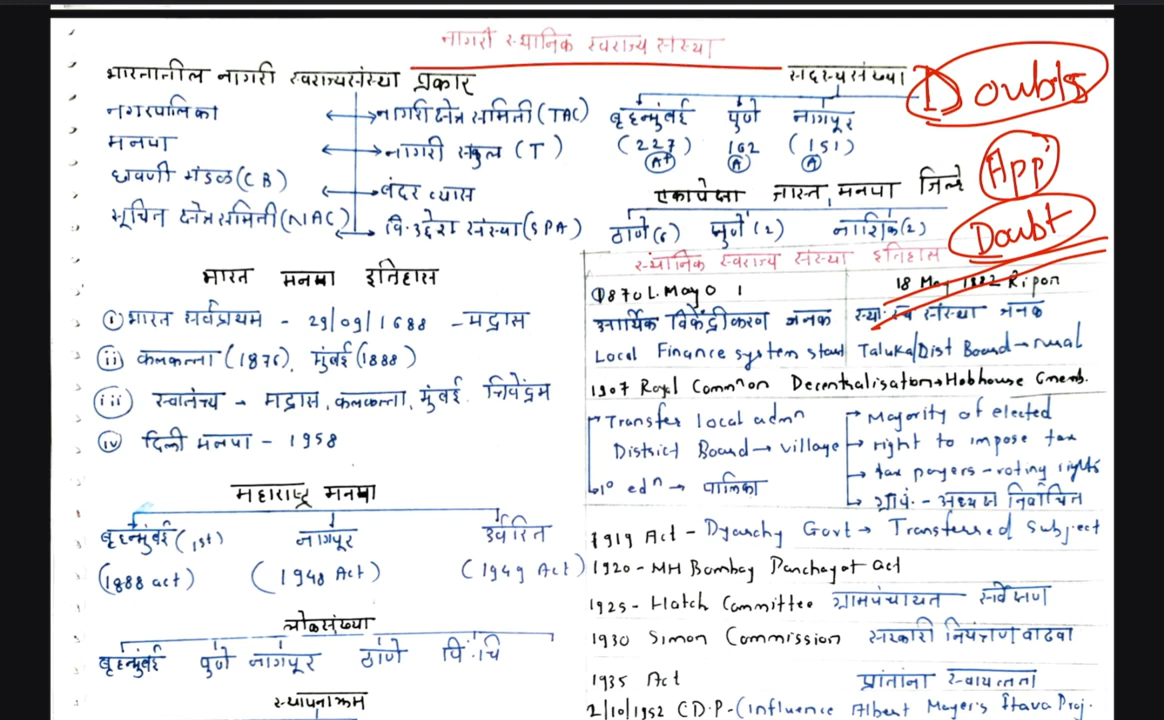 नागरी स्थानिक स्वराज्य संस्था
भारतातील नागरी स्वराज्यसंस्था प्रकार
नगरपालिका
नागरी क्षेत्र समिती (TAC)
मनपा
नागरी संकुल (T)
छावणी मंडळ (CB)
बंदर न्यास
सूचित क्षेत्र समिती (NAC)
वि. उद्देश संस्था (SPA)
सदस्यसंख्या
बृहन्मुंबई पुणे नागपूर
(227) 162 (151)
A+ A A
एकापेक्षा जास्त मनपा जिल्हे
ठाणे (6) पुणे (2) नाशिक (2)
Doubts
App
Doubt
भारत मनपा इतिहास
i) भारत सर्वप्रथम - 29/09/1688 - मद्रास
ii) कलकत्ता (1876), मुंबई (1888)
iii) स्वातंत्र्य - मद्रास, कलकत्ता, मुंबई, त्रिवेंद्रम
iv) दिल्ली मनपा - 1958
महाराष्ट्र मनपा
बृहन्मुंबई (1st) नागपूर उर्वरित
(1888 act) (1948 Act) (1949 Act)
लोकसंख्या
बृहन्मुंबई पुणे नागपूर ठाणे पिं.चिं
स्थापनाक्रम
स्थानिक स्वराज्य संस्था इतिहास
1870 L. Mayo
18 May 1882 Ripon
आर्थिक विकेंद्रीकरण जनक
स्था. स्व संस्था जनक
Local Finance system start
Taluka/Dist Board → rural
1907 Royal Commn Decentralisation → Hobhouse
Transfer local admn
District Board → village
1° edn → पालिका
Majority of elected
→ right to impose tax
→ tax payers - voting rights
→ ग्रापं. - अध्यक्ष निर्वाचित
1919 Act - Dyarchy Govt → Transferred Subject
1920 - MH Bombay Panchayat act
1925 - Hatch Committee ग्रामपंचायत सर्वेक्षण
1930 Simon Commission सरकारी नियंत्रण वाढवा
1935 Act प्रांतांना स्वायत्तता
2/10/1952 CDP - (influence Albert Mayer's Etava Proj.